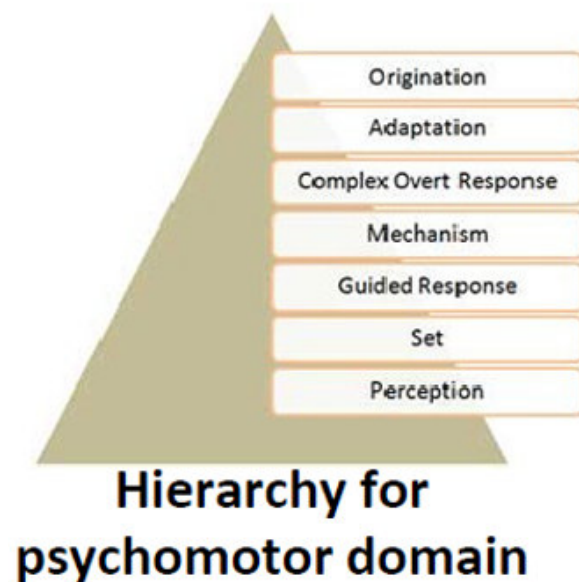 Origination
Adaptation
Complex Overt Response
Mechanism
Guided Response
Set
Perception
Hierarchy for
psychomotor domain